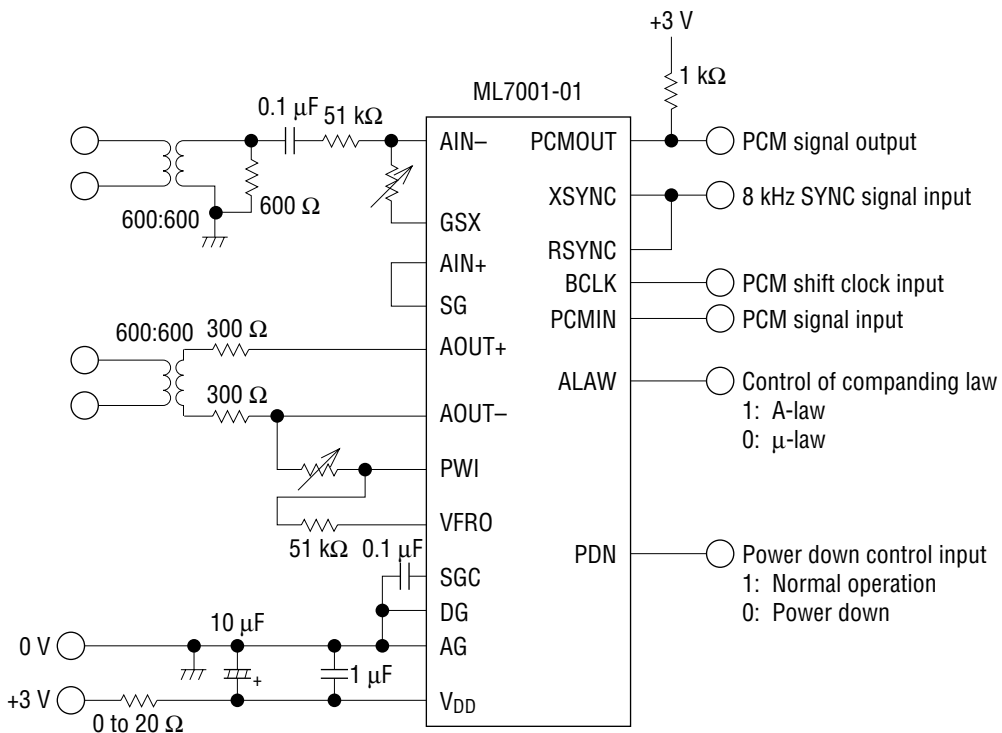 +3 V
1 kΩ
ML7001-01
0.1 μF
51 kΩ
600 Ω
600:600
AIN–
GSX
AIN+
SG
600:600
300 Ω
300 Ω
AOUT+
AOUT–
PWI
VFRO
51 kΩ
0.1 μF
SGC
DG
AG
VDD
0 V
10 μF
+
1 μF
+3 V
0 to 20 Ω
PCMOUT
PCM signal output
XSYNC
8 kHz SYNC signal input
RSYNC
BCLK
PCM shift clock input
PCMIN
PCM signal input
ALAW
Control of companding law
1: A-law
0: μ-law
PDN
Power down control input
1: Normal operation
0: Power down